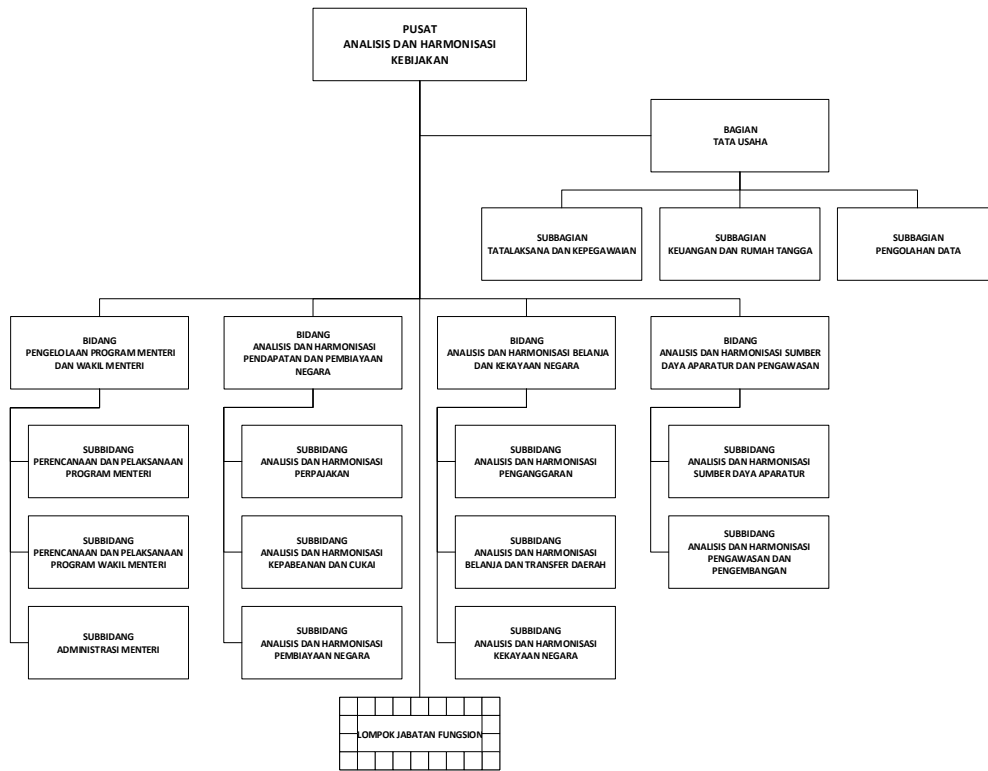 PUSAT
ANALISIS DAN HARMONISASI
KEBIJAKAN
BAGIAN
TATA USAHA
SUBBAGIAN
TATALAKSANA DAN KEPEGAWAIAN
SUBBAGIAN
KEUANGAN DAN RUMAH TANGGA
SUBBAGIAN
PENGOLAHAN DATA
BIDANG
PENGELOLAAN PROGRAM MENTERI
DAN WAKIL MENTERI
BIDANG
ANALISIS DAN HARMONISASI
PENDAPATAN DAN PEMBIAYAAN
NEGARA
BIDANG
ANALISIS DAN HARMONISASI BELANJA
DAN KEKAYAAN NEGARA
BIDANG
ANALISIS DAN HARMONISASI SUMBER
DAYA APARATUR DAN PENGAWASAN
SUBBIDANG
PERENCANAAN DAN PELAKSANAAN
PROGRAM MENTERI
SUBBIDANG
ANALISIS DAN HARMONISASI
PERPAJAKAN
SUBBIDANG
ANALISIS DAN HARMONISASI
PENGANGGARAN
SUBBIDANG
ANALISIS DAN HARMONISASI
SUMBER DAYA APARATUR
SUBBIDANG
PERENCANAAN DAN PELAKSANAAN
PROGRAM WAKIL MENTERI
SUBBIDANG
ANALISIS DAN HARMONISASI
KEPABEANAN DAN CUKAI
SUBBIDANG
ANALISIS DAN HARMONISASI
BELANJA DAN TRANSFER DAERAH
SUBBIDANG
ANALISIS DAN HARMONISASI
PENGAWASAN DAN
PENGEMBANGAN
SUBBIDANG
ADMINISTRASI MENTERI
SUBBIDANG
ANALISIS DAN HARMONISASI
PEMBIAYAAN NEGARA
SUBBIDANG
ANALISIS DAN HARMONISASI
KEKAYAAN NEGARA
LOMPOK JABATAN FUNGSION